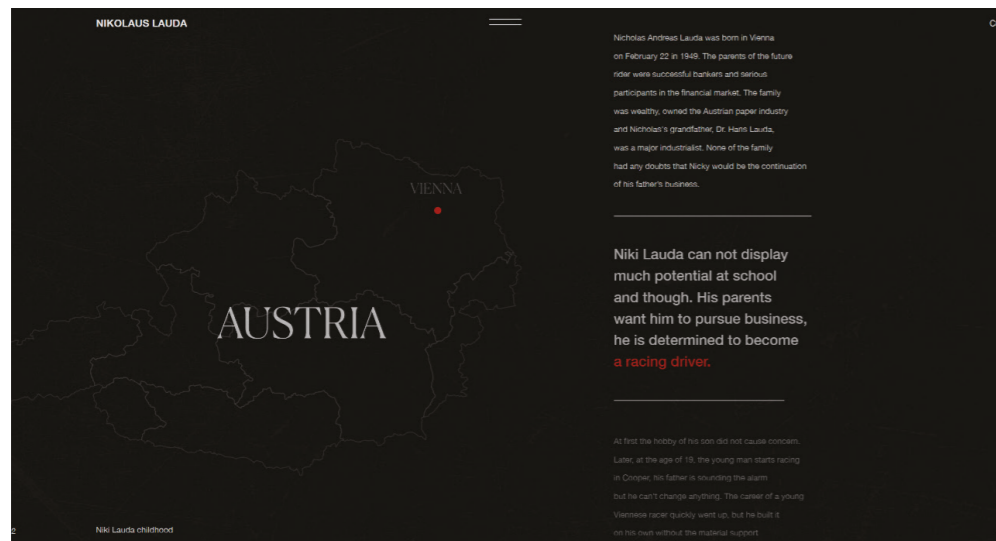 NIKOLAUS LAUDA
C
Nicholas Andreas Lauda was born in Vienna
on February 22 in 1949. The parents of the future
rider were successful bankers and serious
participants in the financial market. The family
was wealthy, owned the Austrian paper industry
and Nicholas's grandfather, Dr. Hans Lauda,
was a major industrialist. None of the family
had any doubts that Nicky would be the continuation
of his father's business.
VIENNA
AUSTRIA
Niki Lauda can not display
much potential at school
and though. His parents
want him to pursue business,
he is determined to become
a racing driver.
At first the hobby of his son did not cause concern.
Later, at the age of 19, the young man starts racing
in Cooper, his father is sounding the alarm
but he can't change anything. The career of a young
Viennese racer quickly went up, but he built it
on his own without the material support
2
Niki Lauda childhood